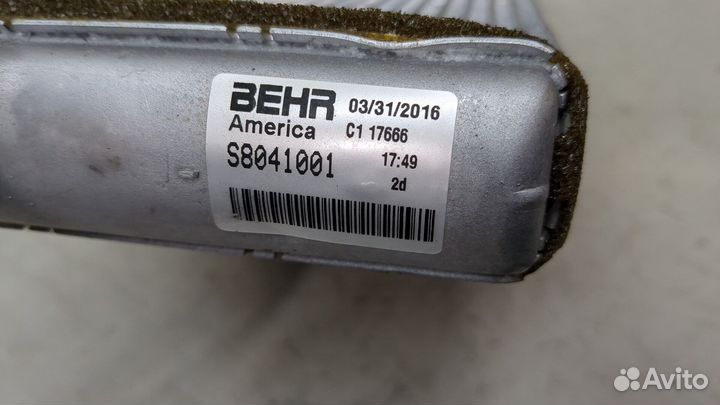 BEHR 03/31/2016
America C1 17666
S8041001 17:49
2d
Avito